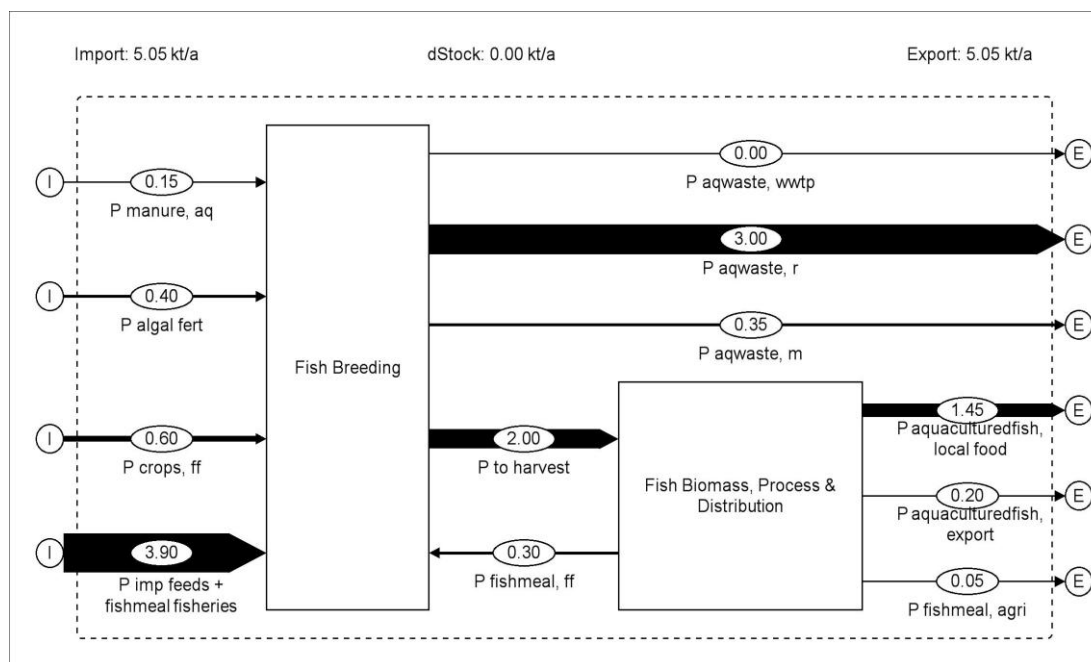 Import: 5.05 kt/a
dStock: 0.00 kt/a
Export: 5.05 kt/a
I
0.15
P manure, aq
I
0.40
P algal fert
I
0.60
P crops, ff
I
3.90
P imp feeds +
fishmeal fisheries
Fish Breeding
0.00
E
P aqwaste, wwtp
3.00
E
P aqwaste, r
0.35
E
P aqwaste, m
2.00
P to harvest
0.30
P fishmeal, ff
Fish Biomass, Process &
Distribution
1.45
E
P aquaculturedfish,
local food
0.20
E
P aquaculturedfish,
export
0.05
E
P fishmeal, agri